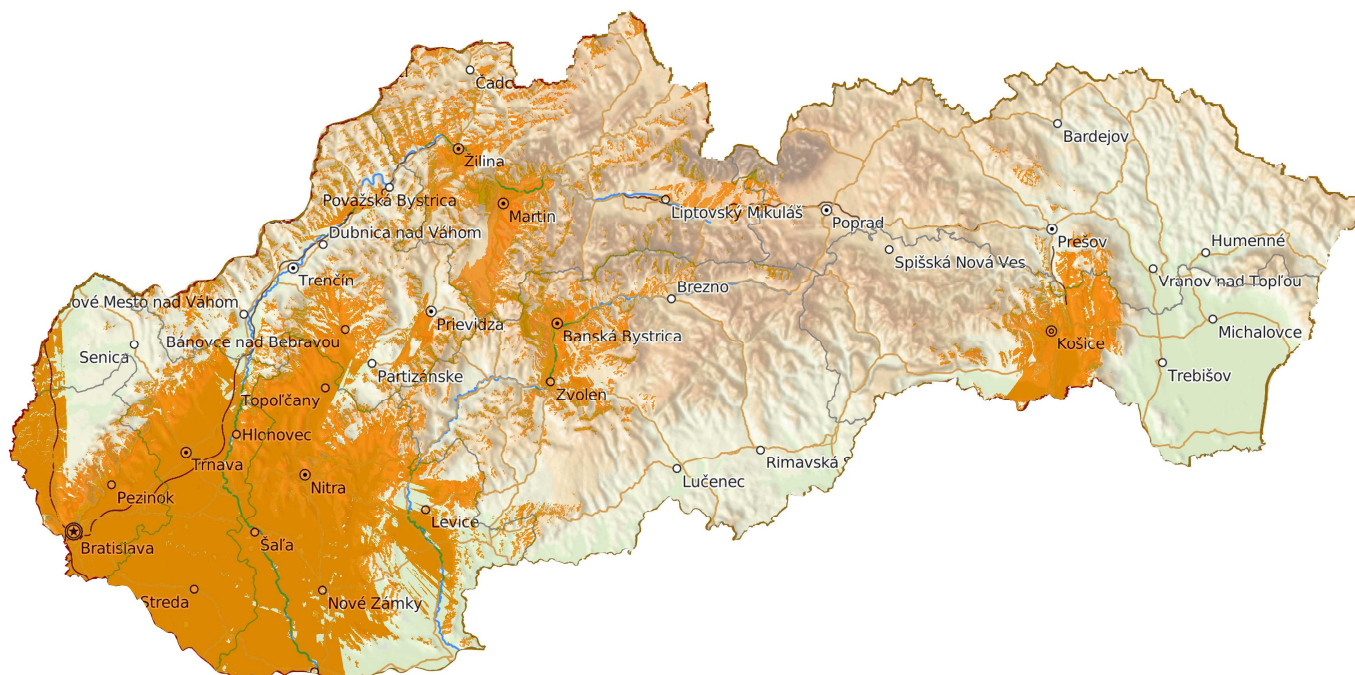 Čadc
Žilina
Bardejov
Považská Bystrica
Martin
Liptovský Mikuláš
Poprad
Prešov
Dubnica nad Váhom
Spišská Nová Ves
Humenné
Trenčín
Vranov nad Topľou
Brezno
ové Mesto nad Váhom
Prievidza
Banská Bystrica
Michalovce
Košice
Bánovce nad Bebravou
Senica
Partizánske
Trebišov
Topoľčany
Zvolen
Hlohovec
Trnava
Rimavská
Nitra
Lučenec
Pezinok
Levice
Bratislava
Šaľa
Streda
Nové Zámky